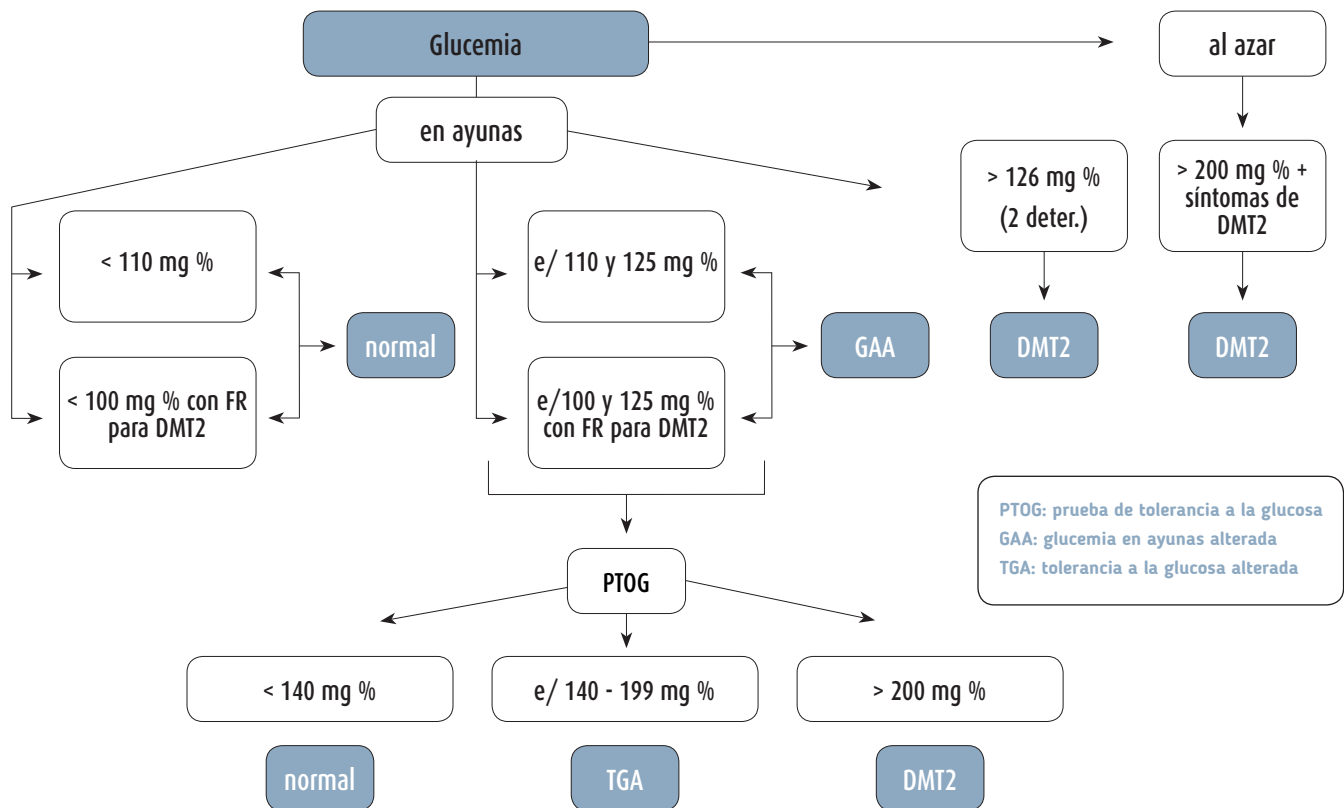 Glucemia
al azar
en ayunas
> 126 mg %
(2 deter.)
> 200 mg % +
síntomas de
DMT2
< 110 mg %
e/ 110 y 125 mg %
normal
GAA
DMT2
DMT2
< 100 mg % con FR
para DMT2
e/100 y 125 mg %
con FR para DMT2
PTOG: prueba de tolerancia a la glucosa
GAA: glucemia en ayunas alterada
TGA: tolerancia a la glucosa alterada
PTOG
< 140 mg %
e/ 140 - 199 mg %
> 200 mg %
normal
TGA
DMT2